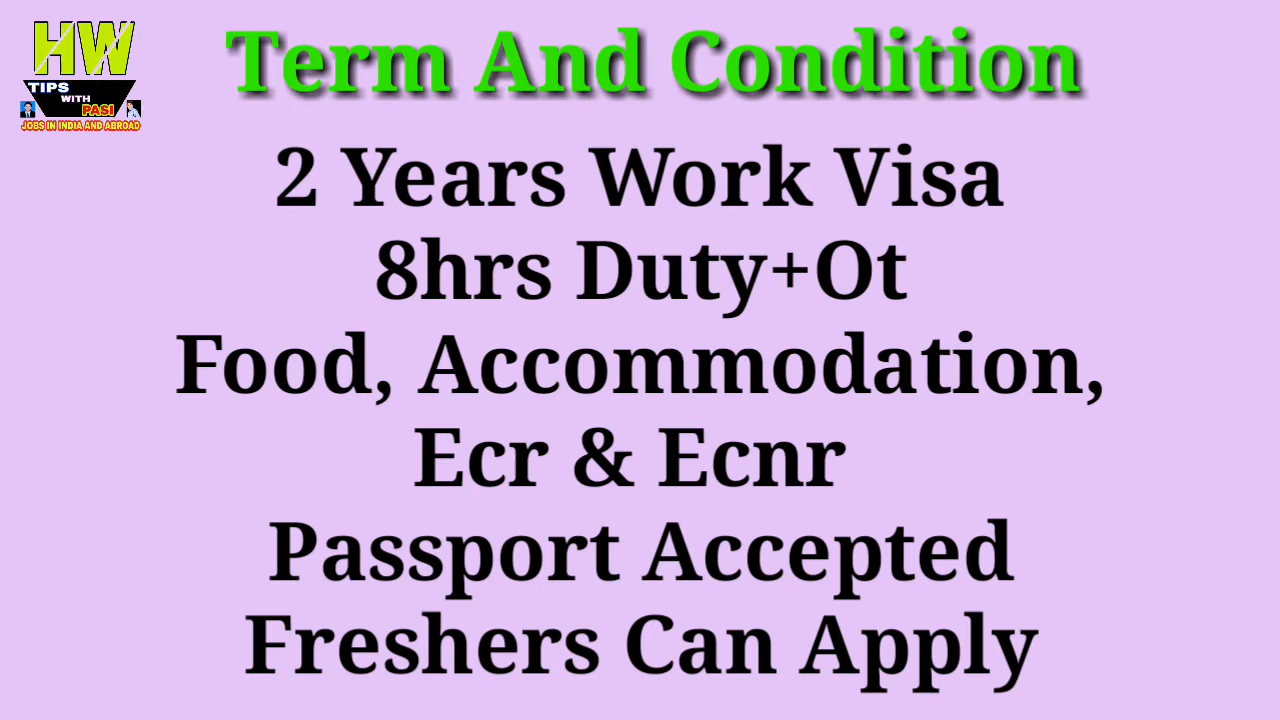 HW
TIPS
WITH
PASI
JOBS IN INDIA AND ABROAD
Term And Condition
2 Years Work Visa
8hrs Duty+Ot
Food, Accommodation,
Ecr & Ecnr
Passport Accepted
Freshers Can Apply